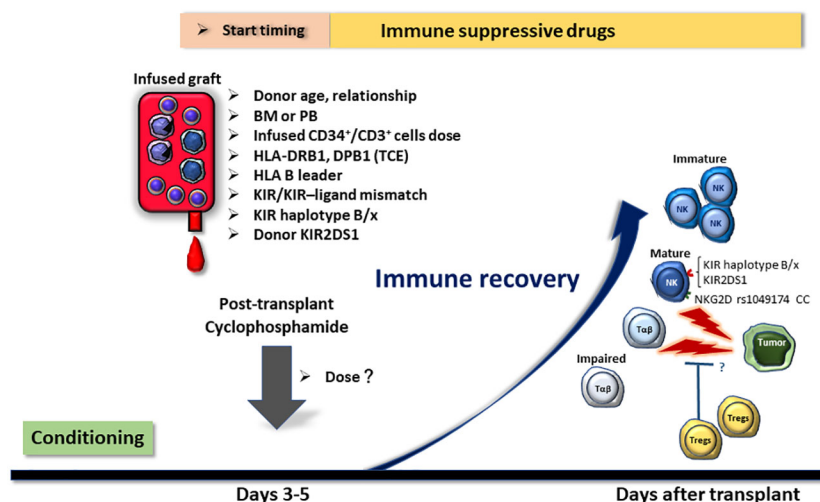 ➢ Start timing
Immune suppressive drugs
Infused graft
➢ Donor age, relationship
➢ BM or PB
➢ Infused CD34⁺/CD3⁺ cells dose
➢ HLA-DRB1, DPB1 (TCE)
➢ HLA B leader
➢ KIR/KIR–ligand mismatch
➢ KIR haplotype B/x
➢ Donor KIR2DS1
Immature
NK
NK
NK
Mature
NK
KIR haplotype B/x
KIR2DS1
NKG2D rs1049174 CC
Immune recovery
Post-transplant
Cyclophosphamide
➢ Dose ?
Tαβ
Tumor
Impaired
Tαβ
?
Tregs
Tregs
Conditioning
Days 3-5
Days after transplant